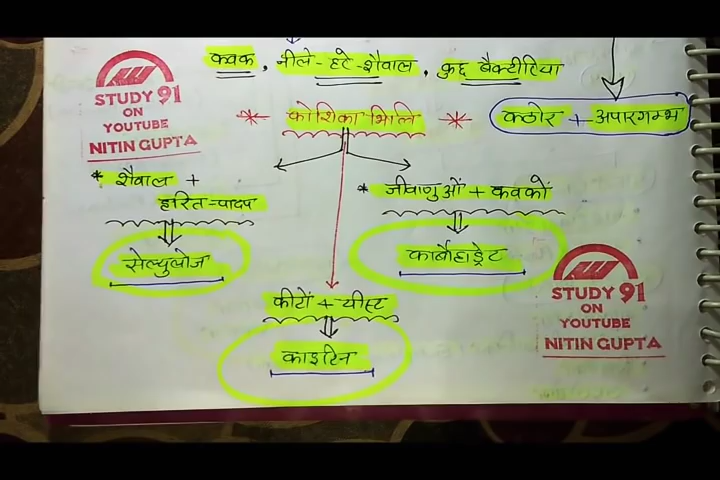 कवक, नीले-हरे-शैवाल, कुछ बैक्टीरिया
* कोशिका भित्ति *
कठोर + अपारगम्भ
STUDY 91
ON
YOUTUBE
NITIN GUPTA
* शैवाल +
हरित-पादप
सेल्युलोज
* जीवाणुओं + कवकों
कार्बोहाड्रेट
कीटों + यीस्ट
काइटिन
STUDY 91
ON
YOUTUBE
NITIN GUPTA